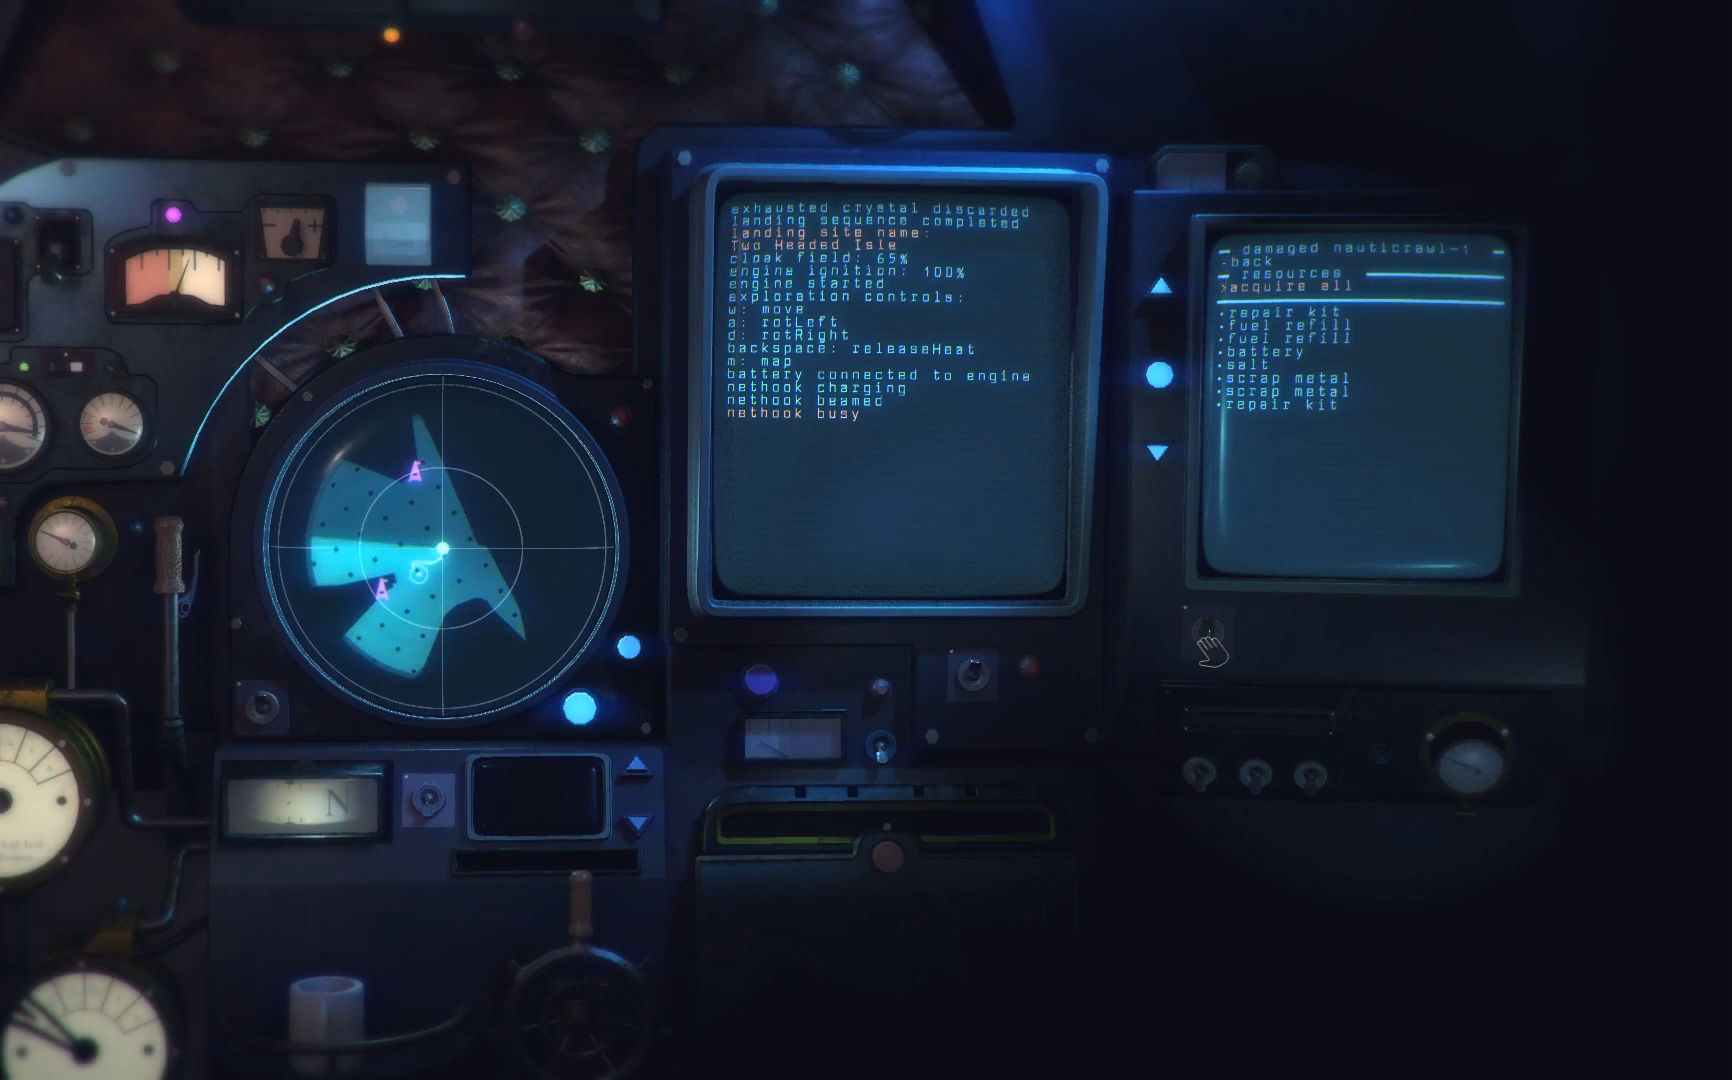 exhausted crystal discarded
landing sequence completed
landing site name:
Two Headed Isle
cloak field: 65%
engine ignition: 100%
engine started
exploration controls:
w: move
a: rotLeft
d: rotRight
backspace: releaseHeat
m: map
battery connected to engine
nethook charging
nethook beamed
nethook busy
damaged nauticrawl-1
-back
resources
>acquire all
·repair kit
·fuel refill
·fuel refill
·battery
·salt
·scrap metal
·scrap metal
·repair kit
N